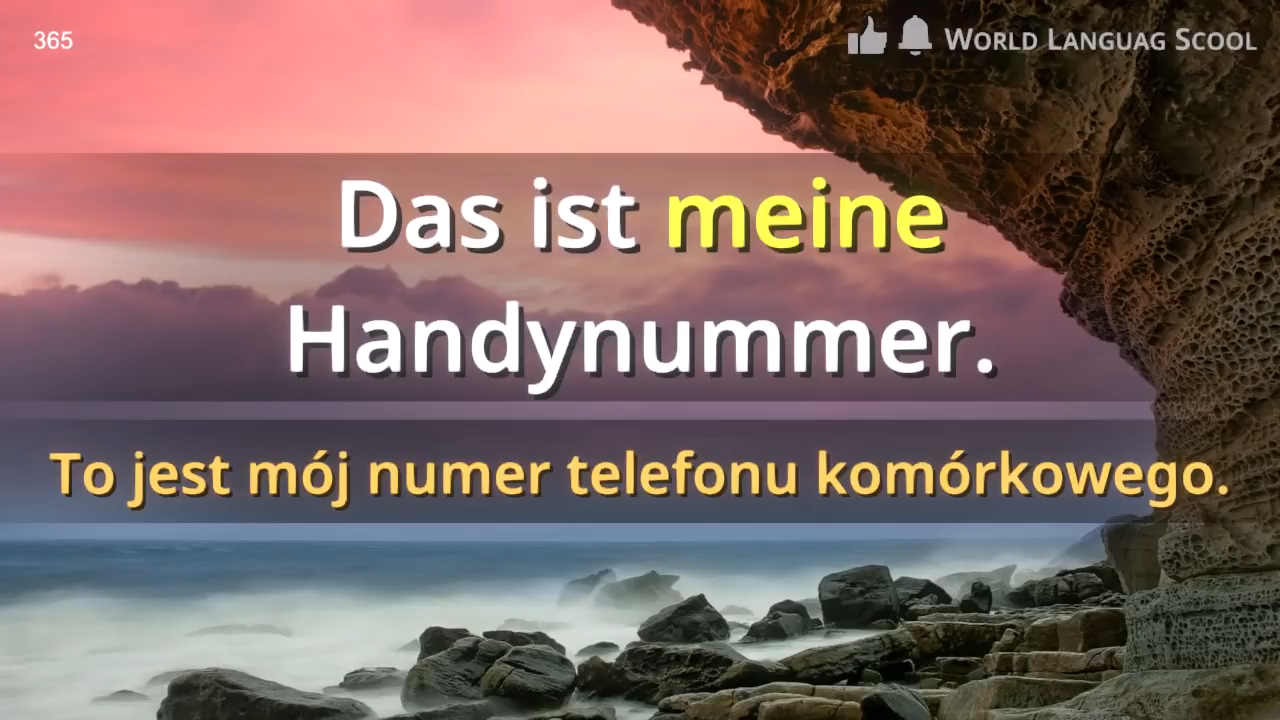 365
World Languag Scool
Das ist meine
Handynummer.
To jest mój numer telefonu komórkowego.